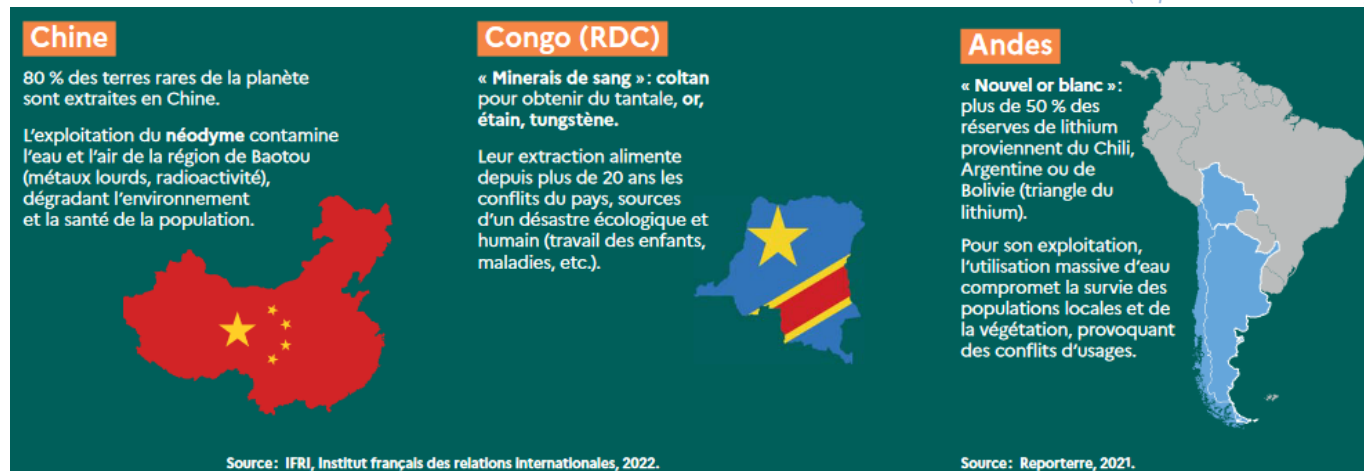 Chine
80 % des terres rares de la planète
sont extraites en Chine.
L'exploitation du néodyme contamine
l'eau et l'air de la région de Baotou
(métaux lourds, radioactivité),
dégradant l'environnement
et la santé de la population.
Congo (RDC)
« Minerais de sang » : coltan
pour obtenir du tantale, or,
étain, tungstène.
Leur extraction alimente
depuis plus de 20 ans les
conflits du pays, sources
d'un désastre écologique et
humain (travail des enfants,
maladies, etc.).
Source : IFRI, Institut français des relations internationales, 2022.
Andes
« Nouvel or blanc » :
plus de 50 % des
réserves de lithium
proviennent du Chili,
Argentine ou de
Bolivie (triangle du
lithium).
Pour son exploitation,
l'utilisation massive d'eau
compromet la survie des
populations locales et de
la végétation, provoquant
des conflits d'usages.
Source : Reporterre, 2021.